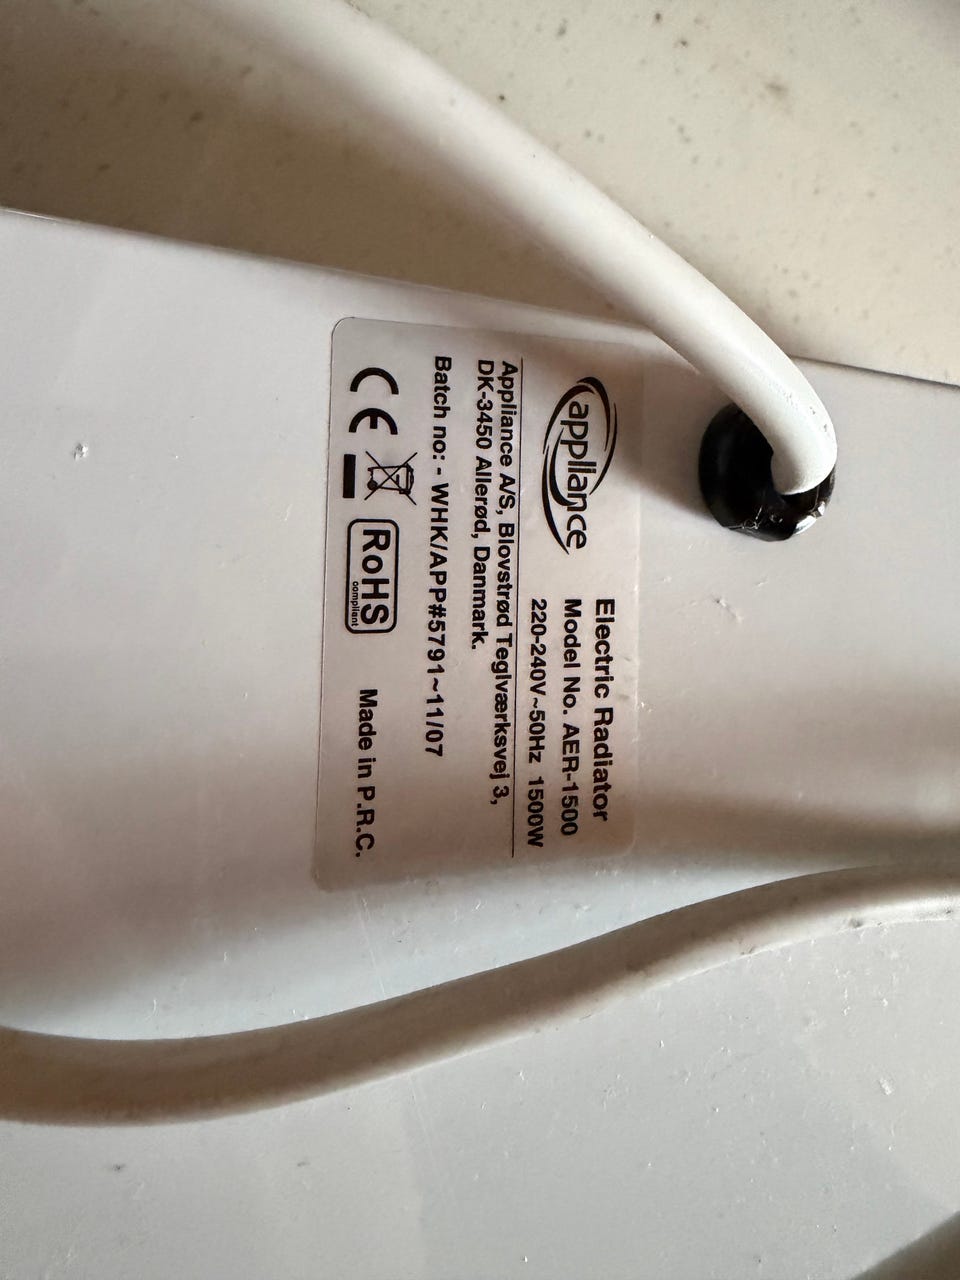 appliance
Electric Radiator
Model No. AER-1500
220-240V~50Hz 1500W
Appliance A/S, Blovstrød Teglværksvej 3,
DK-3450 Allerød, Danmark.
Batch no: - WHK/APP#5791~11/07
CE
RoHS
compliant
Made in P.R.C.